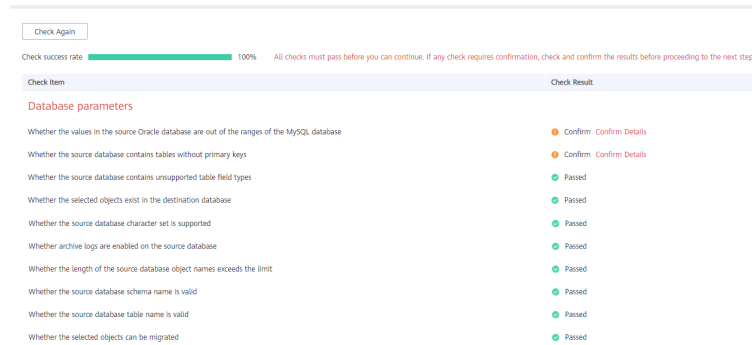 Check Again
Check success rate 100% All checks must pass before you can continue. If any check requires confirmation, check and confirm the results before proceeding to the next step
Check Item Check Result
Database parameters
Whether the values in the source Oracle database are out of the ranges of the MySQL database Confirm Confirm Details
Whether the source database contains tables without primary keys Confirm Confirm Details
Whether the source database contains unsupported table field types Passed
Whether the selected objects exist in the destination database Passed
Whether the source database character set is supported Passed
Whether archive logs are enabled on the source database Passed
Whether the length of the source database object names exceeds the limit Passed
Whether the source database schema name is valid Passed
Whether the source database table name is valid Passed
Whether the selected objects can be migrated Passed